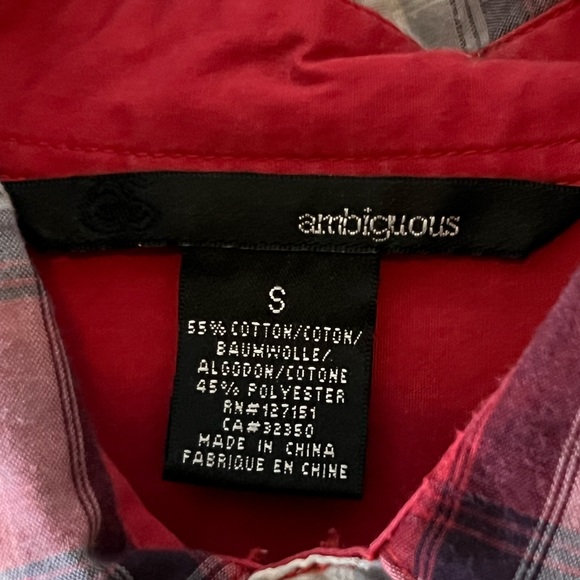 ambiguous
S
55% COTTON/COTON/
BAUMWOLLE/
ALGODON/COTONE
45% POLYESTER
RN#127151
CA#32350
MADE IN CHINA
FABRIQUE EN CHINE